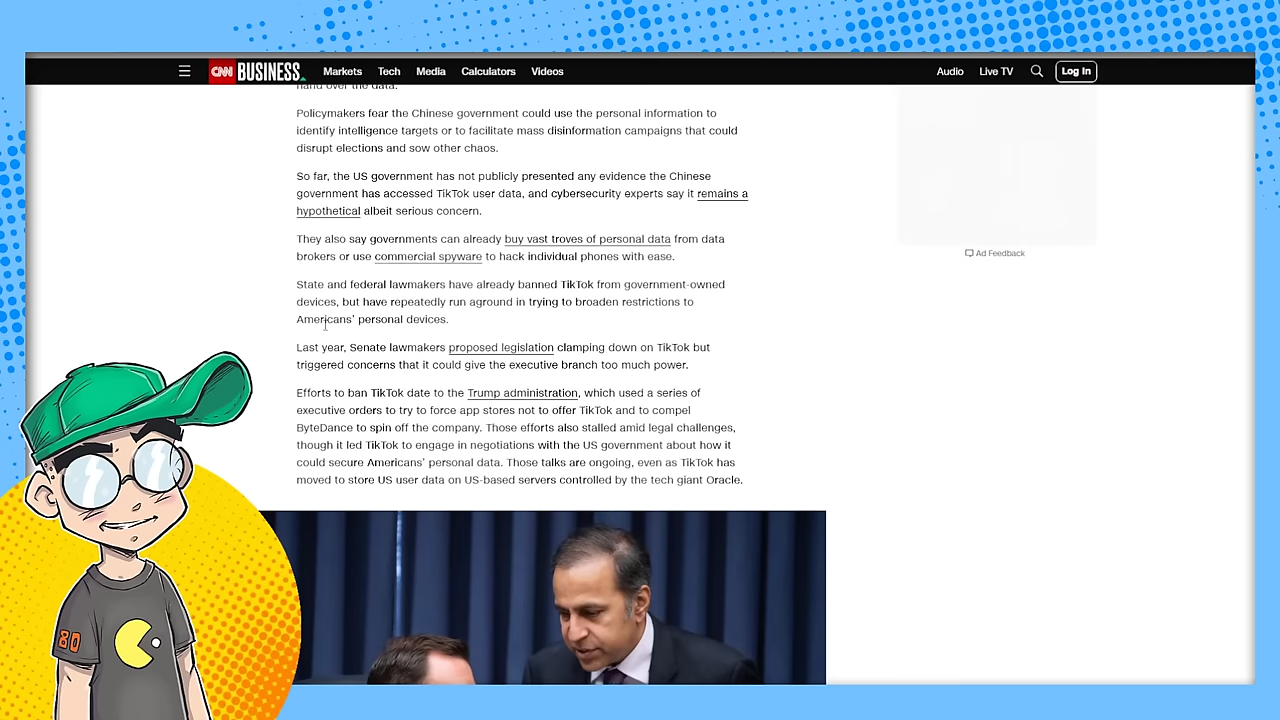 CNN BUSINESS Markets Tech Media Calculators Videos Audio Live TV Log In
hand over the data.
Policymakers fear the Chinese government could use the personal information to
identify intelligence targets or to facilitate mass disinformation campaigns that could
disrupt elections and sow other chaos.
So far, the US government has not publicly presented any evidence the Chinese
government has accessed TikTok user data, and cybersecurity experts say it remains a
hypothetical albeit serious concern.
They also say governments can already buy vast troves of personal data from data
brokers or use commercial spyware to hack individual phones with ease.
Ad Feedback
State and federal lawmakers have already banned TikTok from government-owned
devices, but have repeatedly run aground in trying to broaden restrictions to
Americans' personal devices.
Last year, Senate lawmakers proposed legislation clamping down on TikTok but
triggered concerns that it could give the executive branch too much power.
Efforts to ban TikTok date to the Trump administration, which used a series of
executive orders to try to force app stores not to offer TikTok and to compel
ByteDance to spin off the company. Those efforts also stalled amid legal challenges,
though it led TikTok to engage in negotiations with the US government about how it
could secure Americans' personal data. Those talks are ongoing, even as TikTok has
moved to store US user data on US-based servers controlled by the tech giant Oracle.
80